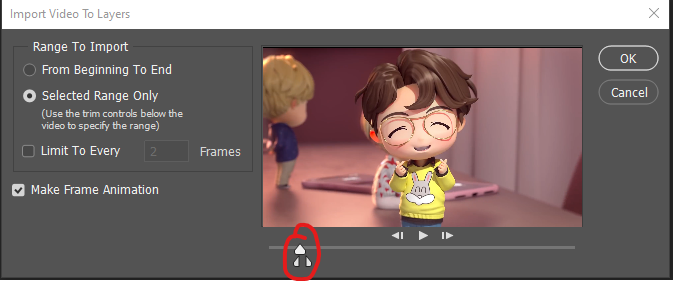 Import Video To Layers
Range To Import
From Beginning To End
Selected Range Only
(Use the trim controls below the
video to specify the range)
Limit To Every 2 Frames
Make Frame Animation
OK
Cancel